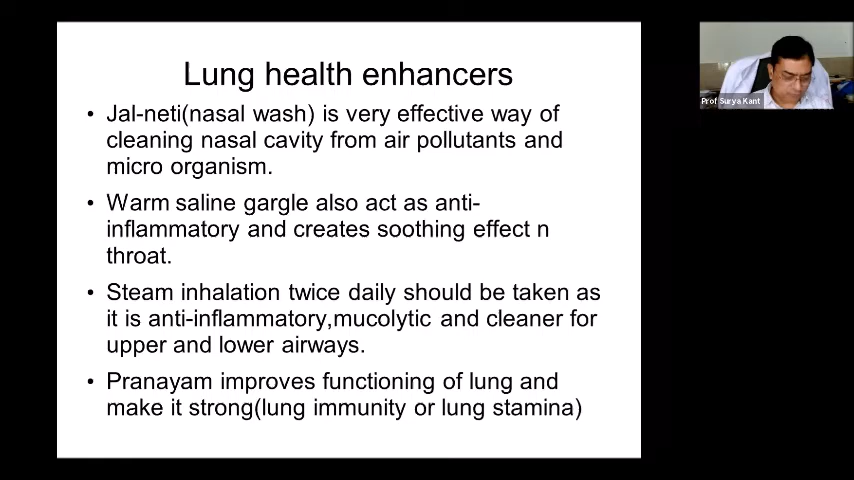 Lung health enhancers
• Jal-neti(nasal wash) is very effective way of
cleaning nasal cavity from air pollutants and
micro organism.
• Warm saline gargle also act as anti-
inflammatory and creates soothing effect n
throat.
• Steam inhalation twice daily should be taken as
it is anti-inflammatory,mucolytic and cleaner for
upper and lower airways.
• Pranayam improves functioning of lung and
make it strong(lung immunity or lung stamina)
Prof Surya Kant